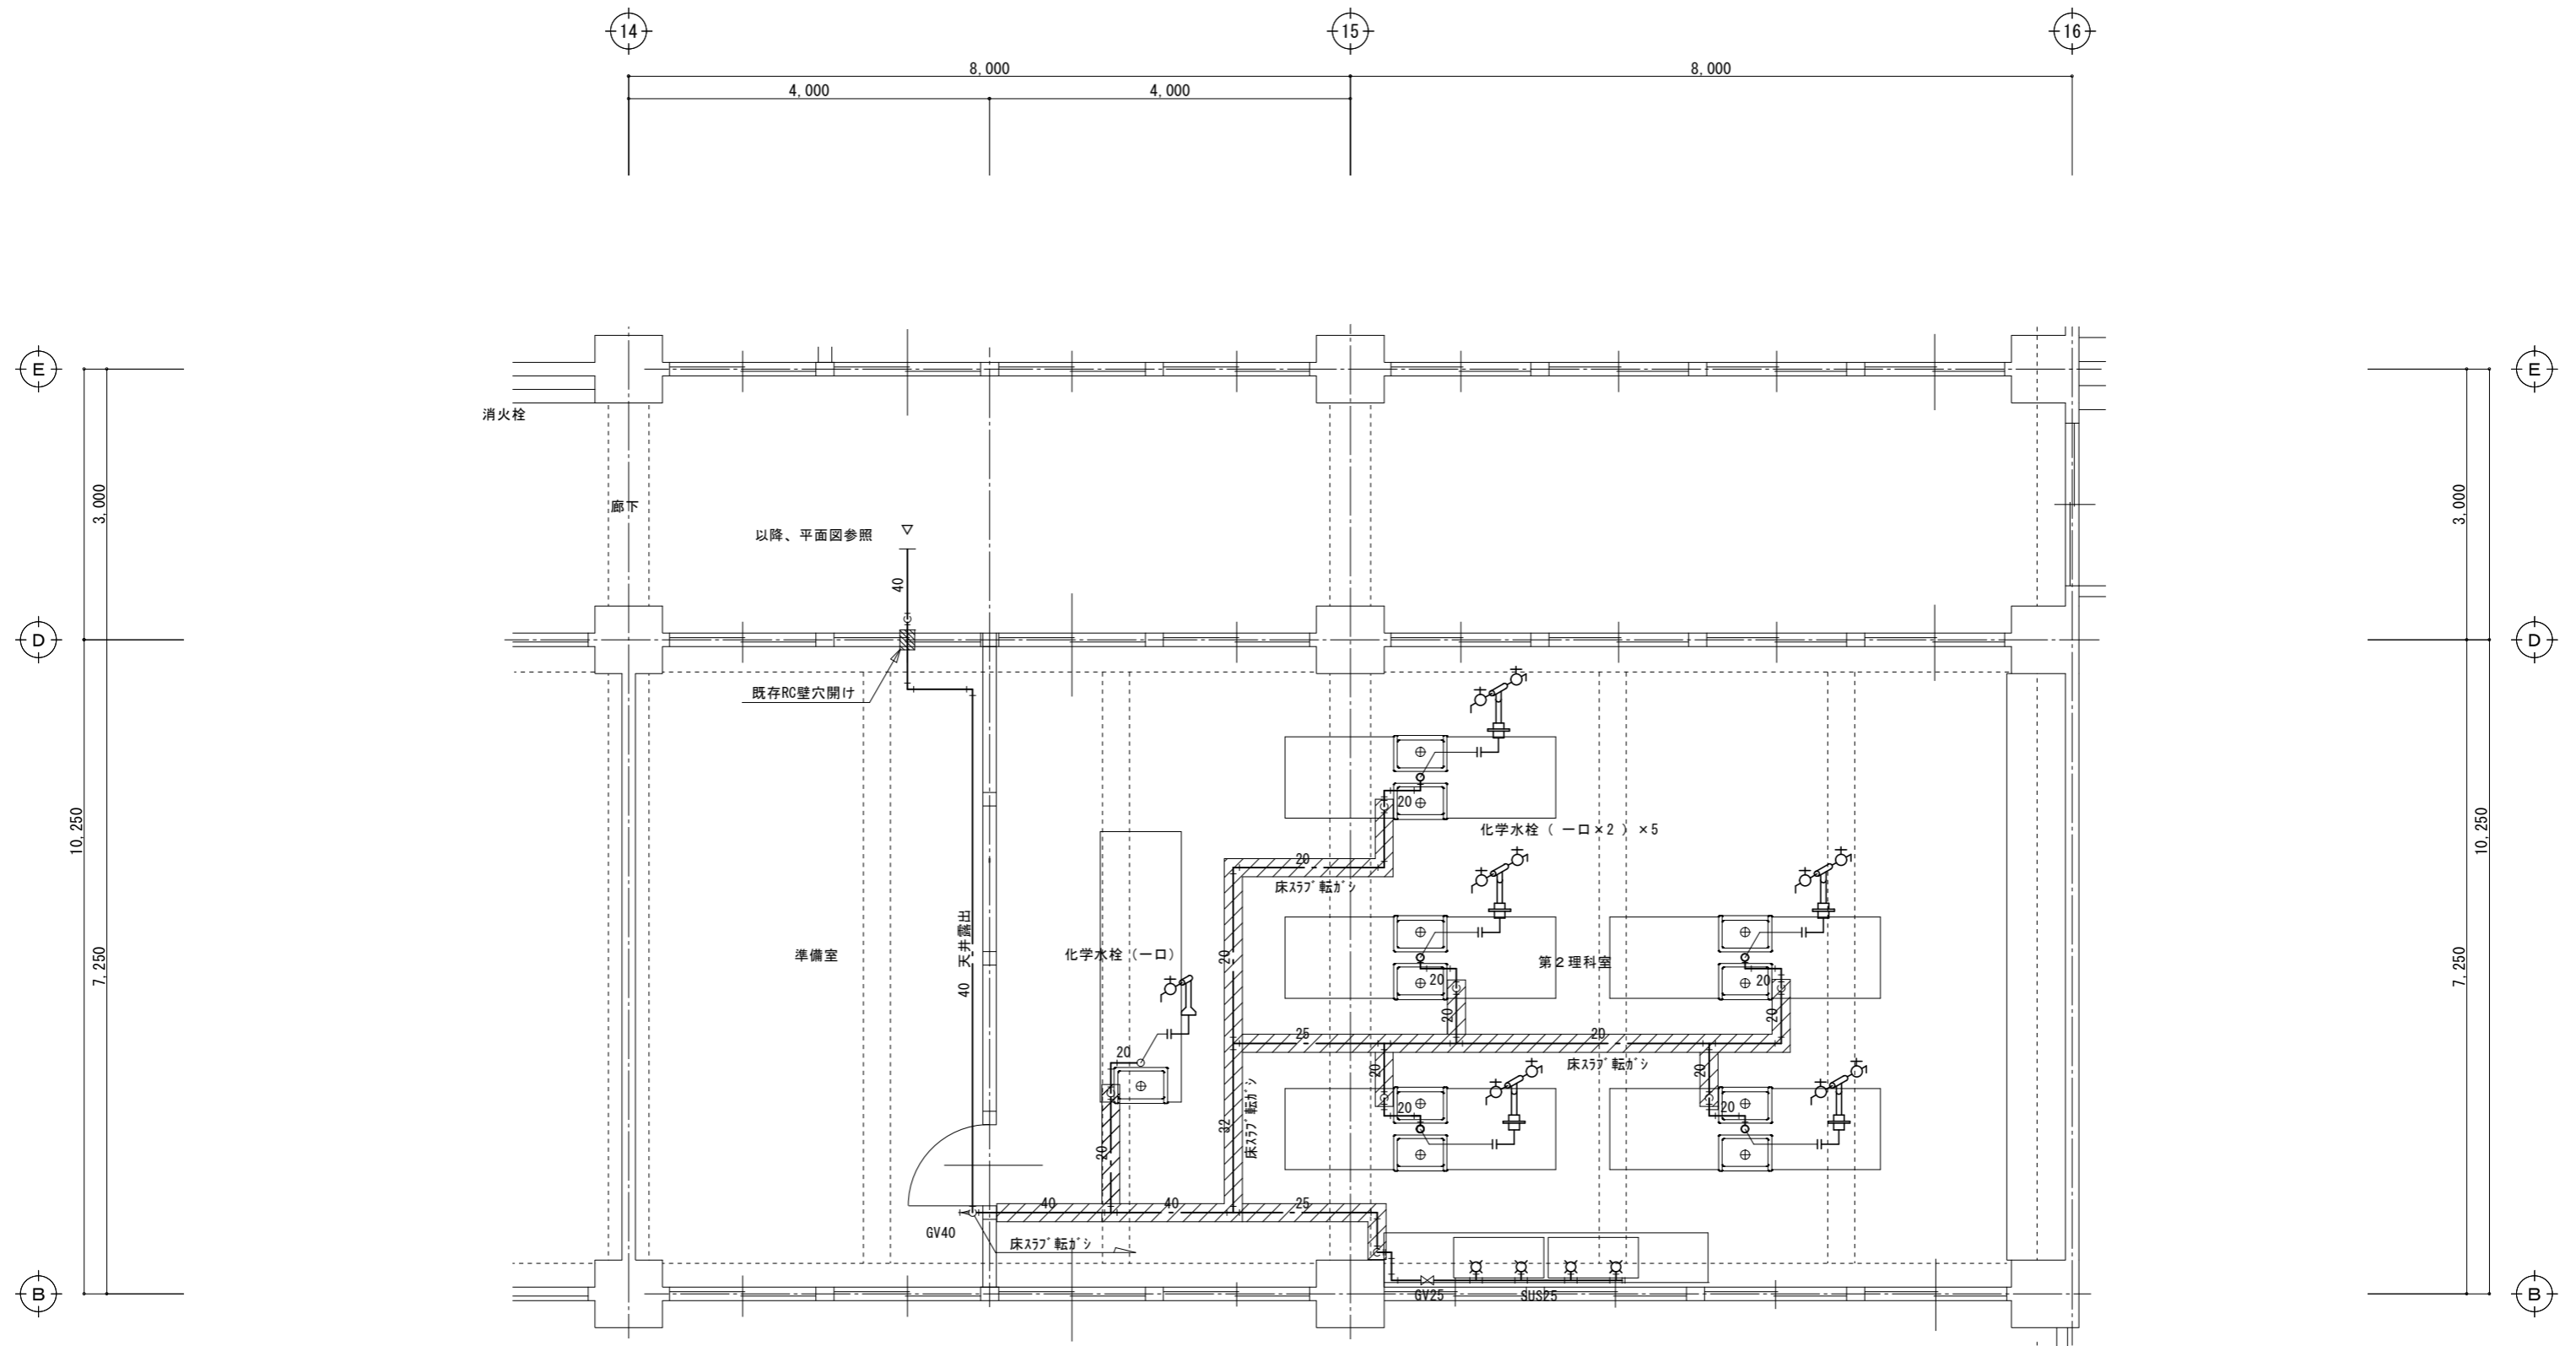 14
15
16
8,000
8,000
4,000
4,000
E
E
消火栓
3,000
3,000
廊下
以降、平面図参照
40
D
D
既存RC壁穴開け
20
化学水栓（ 一口×2 ）×5
10,250
10,250
20
床ｽﾗﾌﾞ転ｶﾞｼ
天井露出
40
準備室
化学水栓（一口）
20
第２理科室
7,250
7,250
20
20
20
20
25
20
床ｽﾗﾌﾞ転ｶﾞｼ
20
20
20
20
20
32
床ｽﾗﾌﾞ転ｶﾞｼ
20
40
40
25
GV40
床ｽﾗﾌﾞ転ｶﾞｼ
B
GV25
SUS25
B